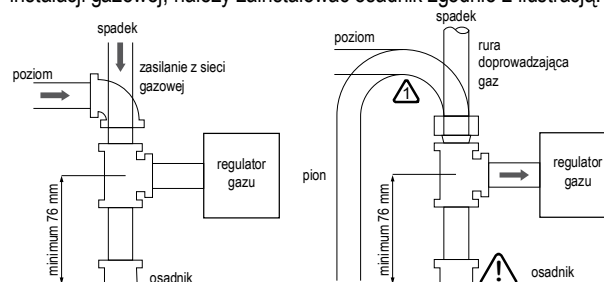 instalacji gazowej, należy zainstalować osadnik zgodnie z ilustracją.
spadek
poziom
zasilanie z sieci
gazowej
regulator
gazu
minimum 76 mm
osadnik
spadek
poziom
rura
doprowadzająca
gaz
1
pion
regulator
gazu
minimum 76 mm
osadnik